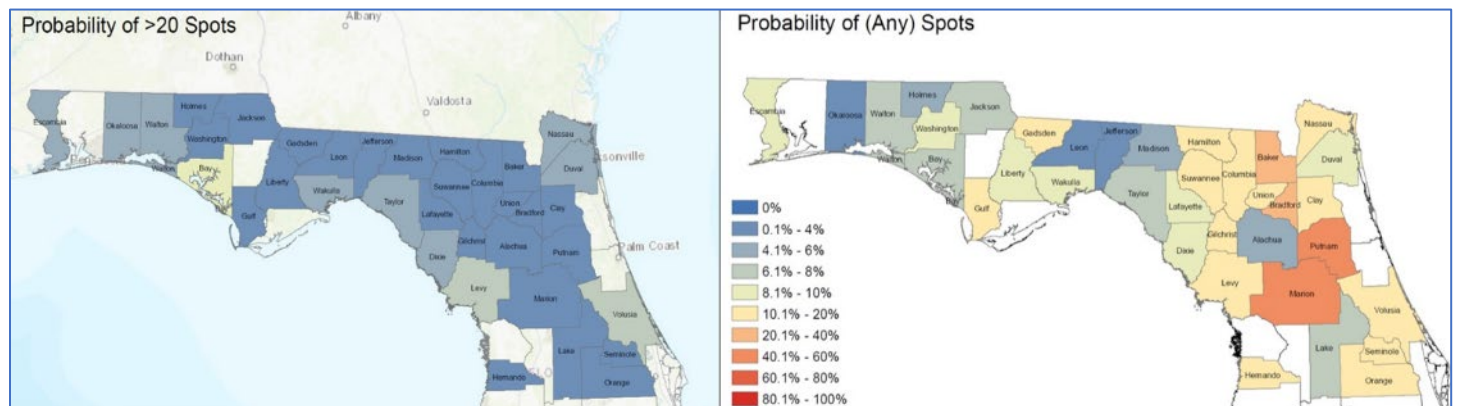 Probability of >20 Spots
Albany
Dothan
Valdosta
Holmes
Jackson
Escambia
Okaloosa
Walton
Washington
Bay
Walton
Gulf
Liberty
Gadsden
Leon
Jefferson
Madison
Hamilton
Wakulla
Taylor
Suwannee
Columbia
Baker
Nassau
Duval
Lafayette
Union
Bradford
Clay
Gilchrist
Alachua
Putnam
Dixie
Levy
Marion
Volusia
Palm Coast
Lake
Seminole
Orange
Hernando
Probability of (Any) Spots
Escambia
Okaloosa
Walton
Holmes
Washington
Jackson
Walton
Bay
Gulf
Liberty
Gadsden
Leon
Jefferson
Madison
Wakulla
Taylor
Hamilton
Suwannee
Columbia
Baker
Nassau
Duval
Lafayette
Union
Bradford
Clay
Gilchrist
Alachua
Putnam
Dixie
Levy
Marion
Volusia
Lake
Seminole
Orange
Hernando
0%
0.1% - 4%
4.1% - 6%
6.1% - 8%
8.1% - 10%
10.1% - 20%
20.1% - 40%
40.1% - 60%
60.1% - 80%
80.1% - 100%